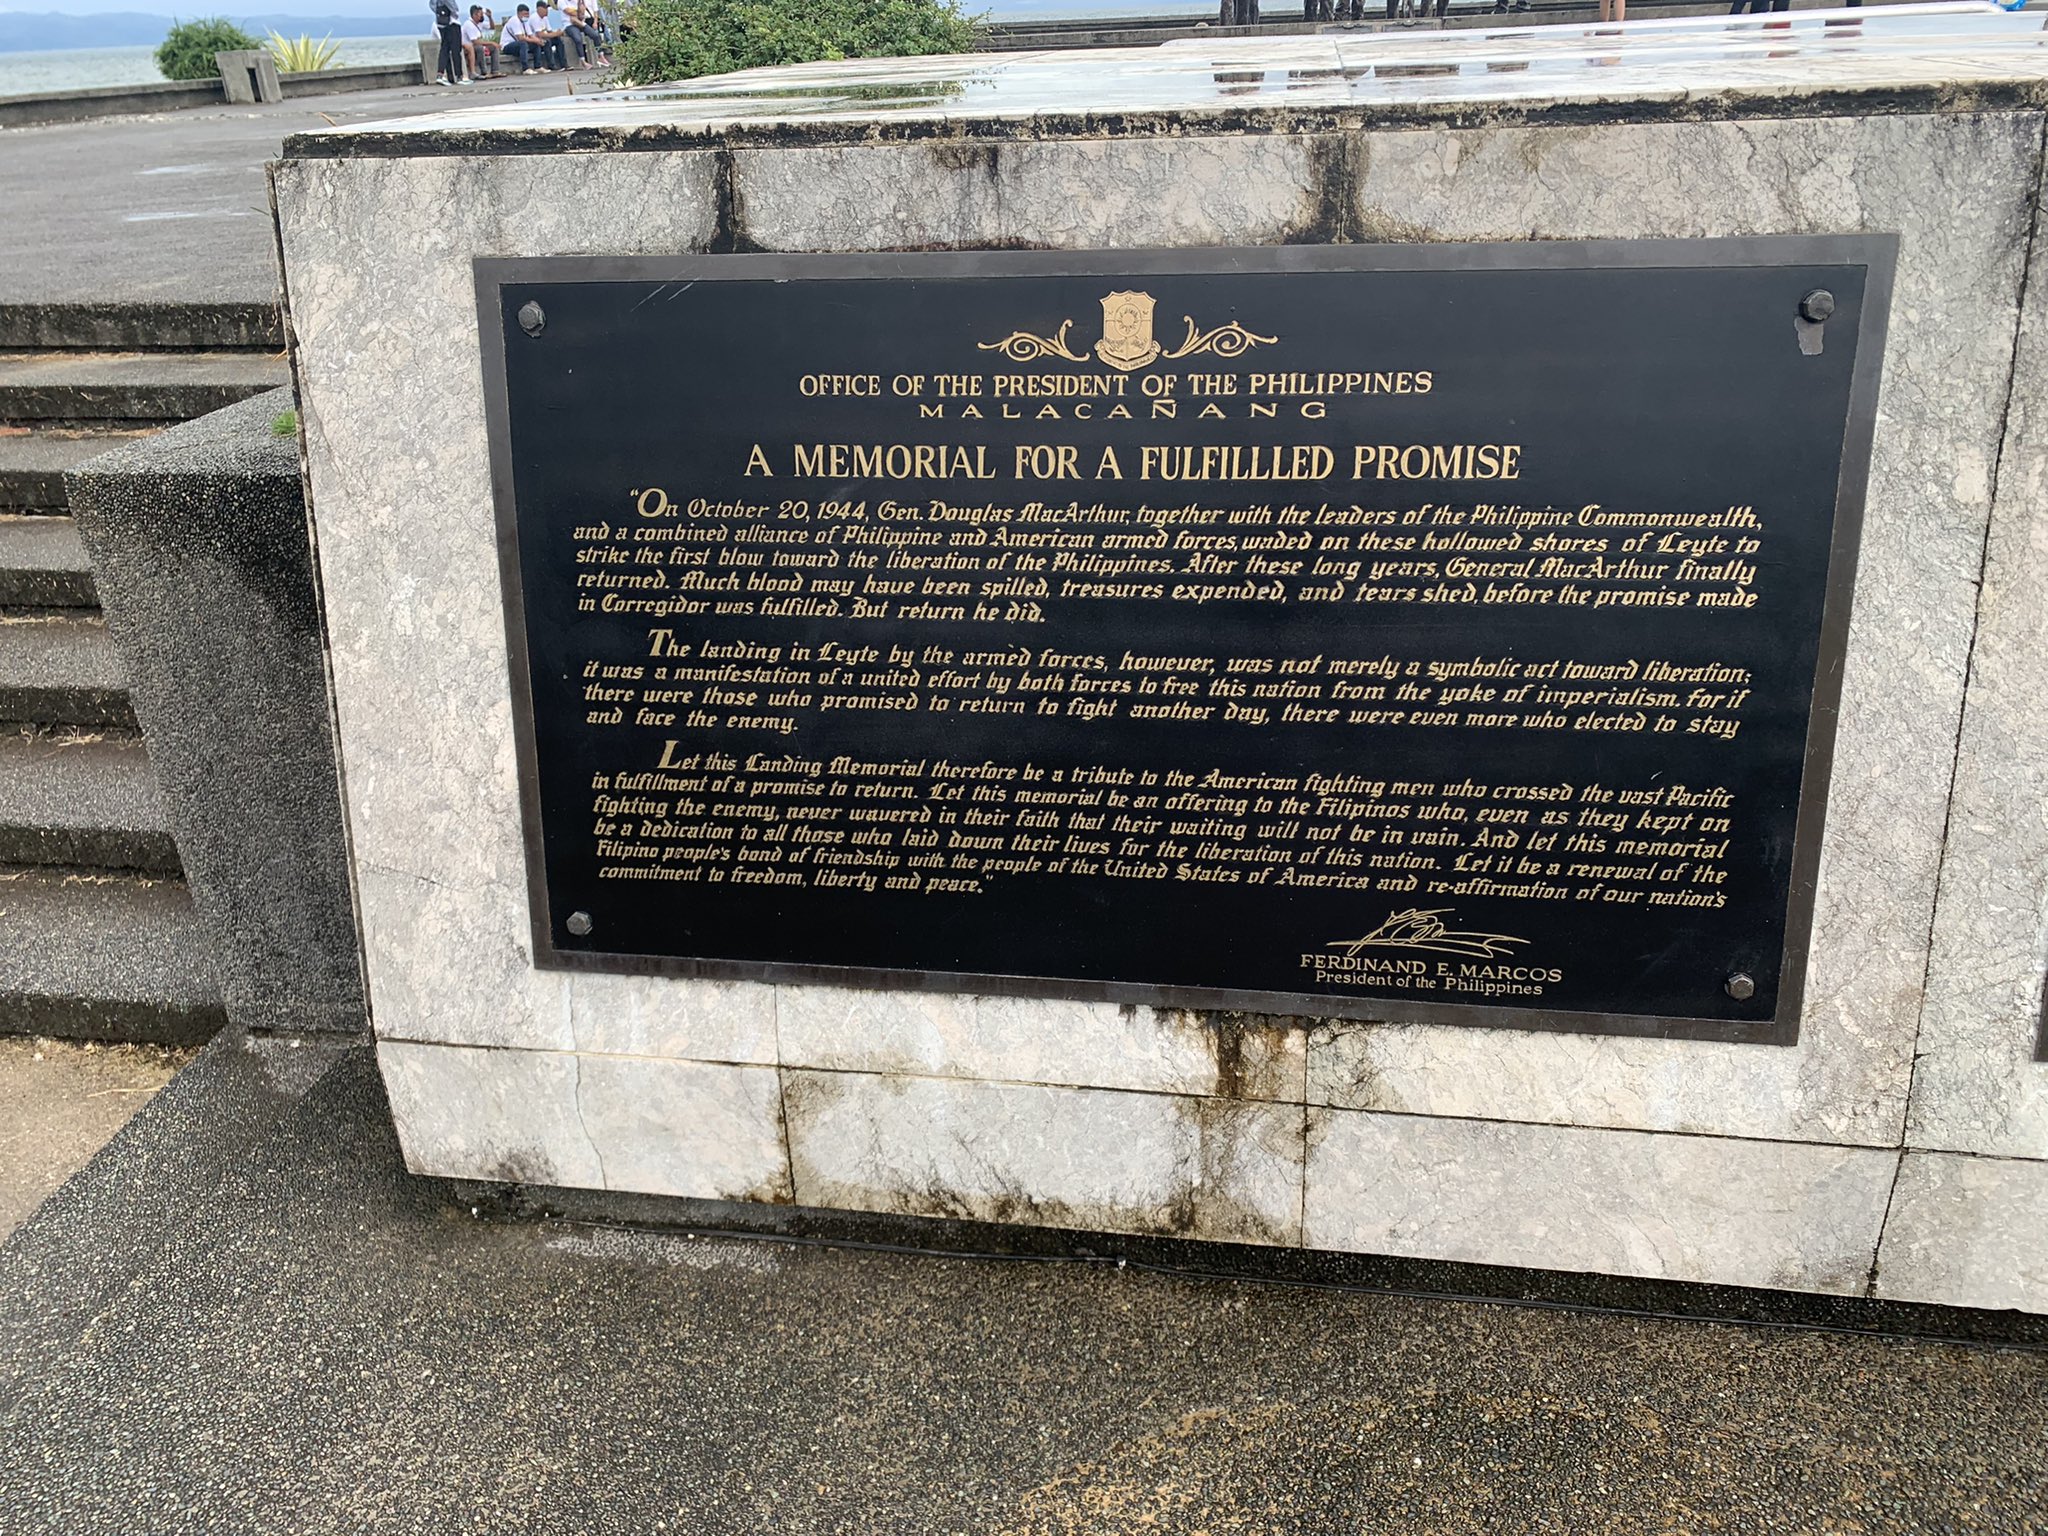 OFFICE OF THE PRESIDENT OF THE PHILIPPINES
MALACAÑANG
A MEMORIAL FOR A FULFILLLED PROMISE
"On October 20, 1944, Gen. Douglas MacArthur, together with the leaders of the Philippine Commonwealth,
and a combined alliance of Philippine and American armed forces, waded on these hollowed shores of Leyte to
strike the first blow toward the liberation of the Philippines. After these long years, General MacArthur finally
returned. Much blood may have been spilled, treasures expended, and tears shed, before the promise made
in Corregidor was fulfilled. But return he did.
The landing in Leyte by the armed forces, however, was not merely a symbolic act toward liberation;
it was a manifestation of a united effort by both forces to free this nation from the yoke of imperialism. For if
there were those who promised to return to fight another day, there were even more who elected to stay
and face the enemy.
Let this Landing Memorial therefore be a tribute to the American fighting men who crossed the vast Pacific
in fulfillment of a promise to return. Let this memorial be an offering to the Filipinos who, even as they kept on
fighting the enemy, never wavered in their faith that their waiting will not be in vain. And let this memorial
be a dedication to all those who laid down their lives for the liberation of this nation. Let it be a renewal of the
Filipino people's bond of friendship with the people of the United States of America and re-affirmation of our nation's
commitment to freedom, liberty and peace."
FERDINAND E. MARCOS
President of the Philippines